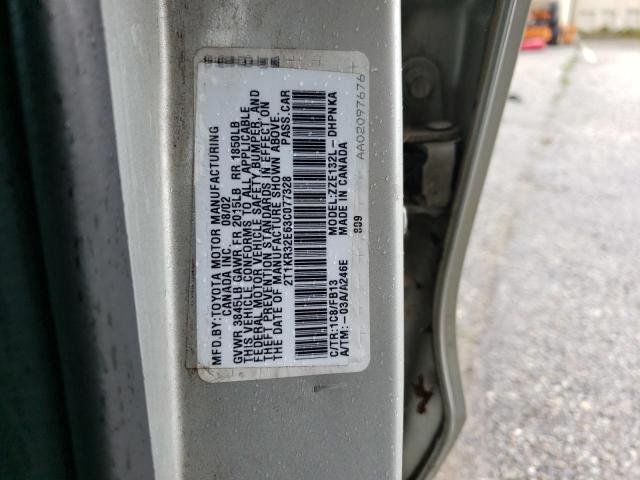 MFD.BY:TOYOTA MOTOR MANUFACTURING
CANADA INC. 08/02
GVWR 3840LB GAWR FR 2015LB RR 1850LB
THIS VEHICLE CONFORMS TO ALL APPLICABLE
FEDERAL MOTOR VEHICLE SAFETY, BUMPER, AND
THEFT PREVENTION STANDARDS IN EFFECT ON
THE DATE OF MANUFACTURE SHOWN ABOVE.
2T1KR32E63C077328 PASS.CAR
C/TR:1C8/FB13 MODEL:ZZE132L-DHPNKA
A/TM:-03A/A246E MADE IN CANADA
809
AA02097676